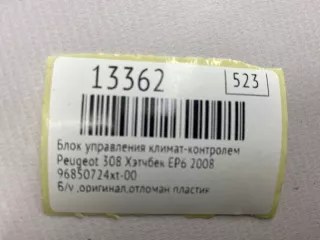 13362
523
Блок управления климат-контролем
Peugeot 308 Хэтчбек EP6 2008
96850724xt-00
Б/у ,оригинал,отломан пластик